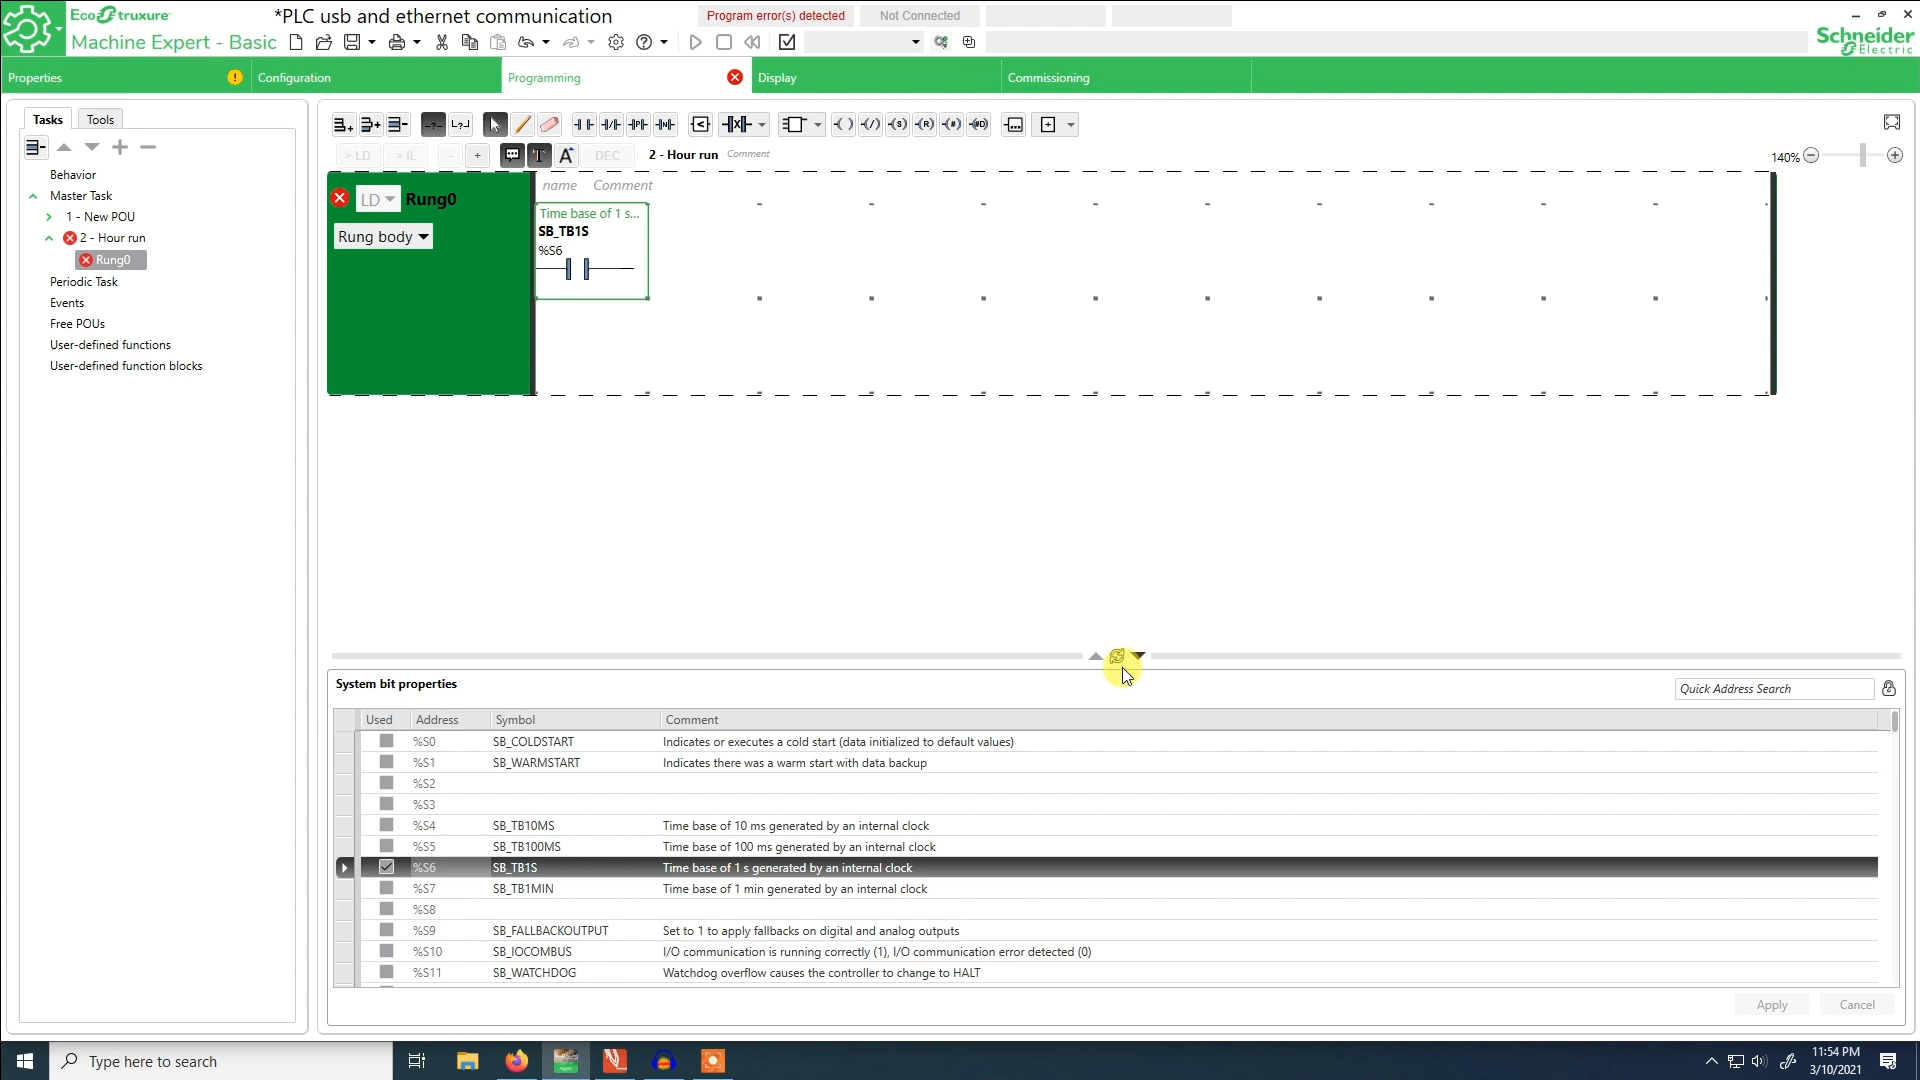 EcoStruxure
Machine Expert - Basic
*PLC usb and ethernet communication
Program error(s) detected
Not Connected
Schneider
Electric
Properties
Configuration
Programming
Display
Commissioning
Tasks
Tools
> LD
> IL
-
+
DEC
2 - Hour run
Comment
140%
Behavior
Master Task
1 - New POU
2 - Hour run
Rung0
Periodic Task
Events
Free POUs
User-defined functions
User-defined function blocks
LD
Rung0
Rung body
name Comment
Time base of 1 s...
SB_TB1S
%S6
System bit properties
Quick Address Search
Used Address Symbol Comment
%S0 SB_COLDSTART Indicates or executes a cold start (data initialized to default values)
%S1 SB_WARMSTART Indicates there was a warm start with data backup
%S2
%S3
%S4 SB_TB10MS Time base of 10 ms generated by an internal clock
%S5 SB_TB100MS Time base of 100 ms generated by an internal clock
%S6 SB_TB1S Time base of 1 s generated by an internal clock
%S7 SB_TB1MIN Time base of 1 min generated by an internal clock
%S8
%S9 SB_FALLBACKOUTPUT Set to 1 to apply fallbacks on digital and analog outputs
%S10 SB_IOCOMBUS I/O communication is running correctly (1), I/O communication error detected (0)
%S11 SB_WATCHDOG Watchdog overflow causes the controller to change to HALT
Apply
Cancel
Type here to search
11:54 PM
3/10/2021